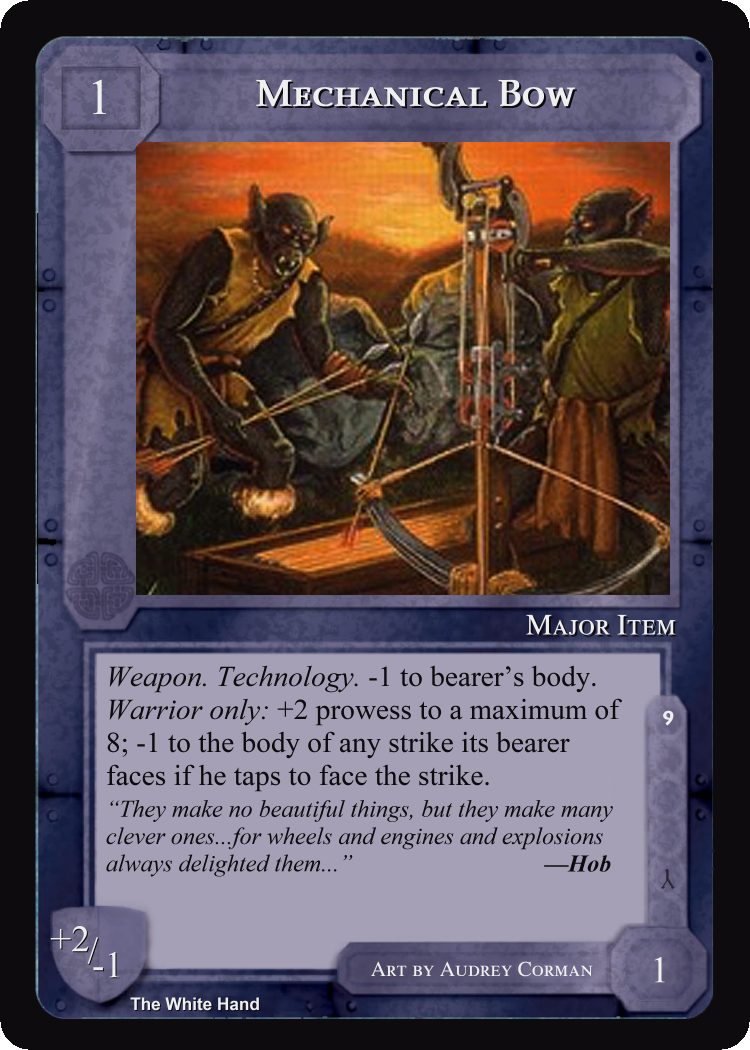 1
Mechanical Bow
Major Item
Weapon. Technology. -1 to bearer's body.
Warrior only: +2 prowess to a maximum of
8; -1 to the body of any strike its bearer
faces if he taps to face the strike.
"They make no beautiful things, but they make many
clever ones...for wheels and engines and explosions
always delighted them..." —Hob
9
+2/-1
Art by Audrey Corman
1
The White Hand